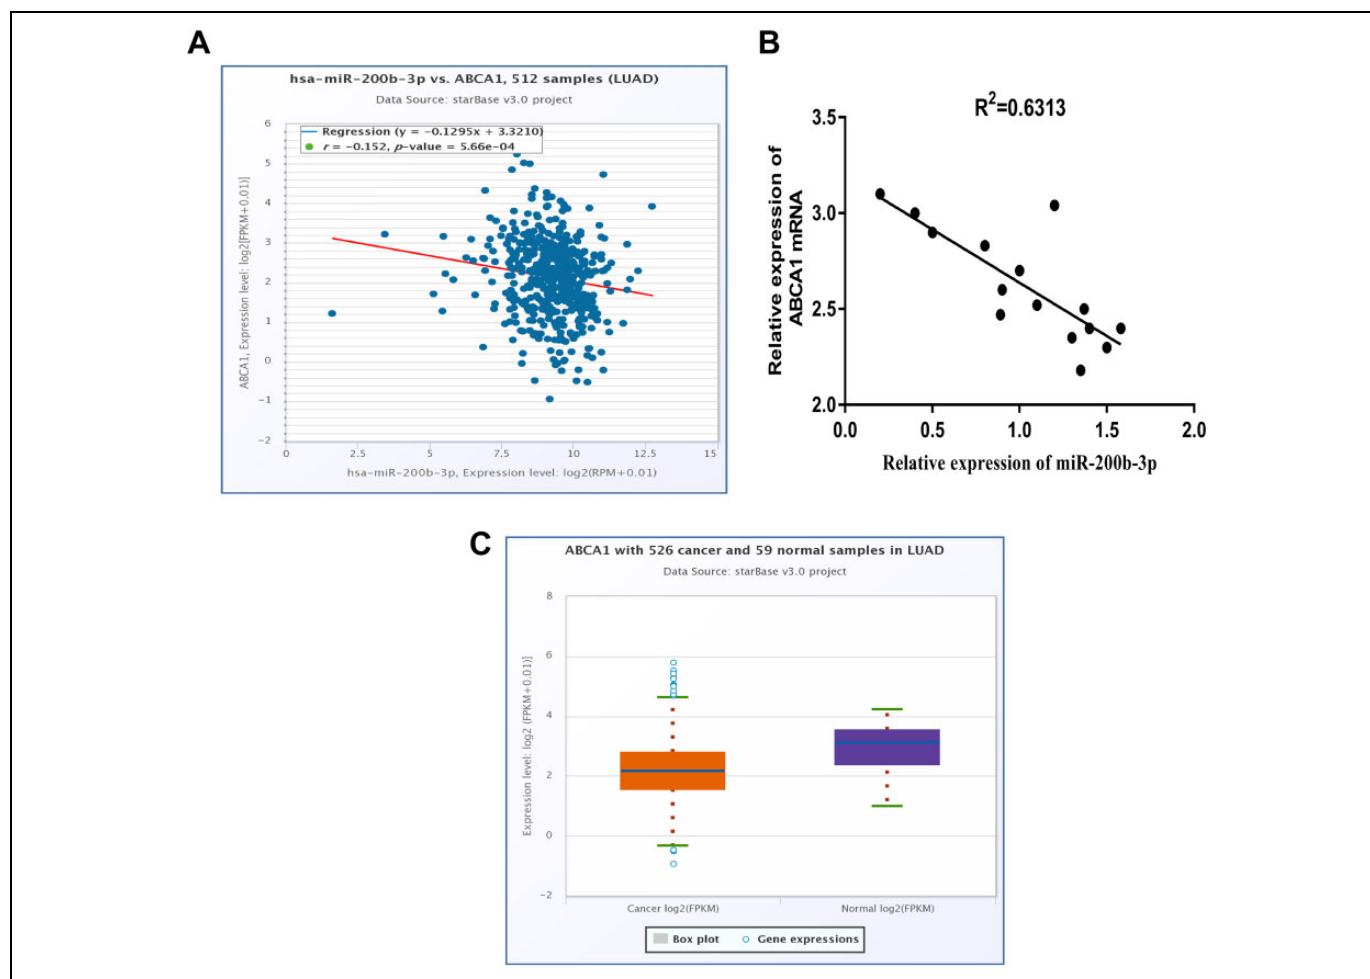 A
hsa-miR-200b-3p vs. ABCA1, 512 samples (LUAD)
Data Source: starBase v3.0 project
Regression (y = −0.1295x + 3.3210)
r = −0.152, p-value = 5.66e−04
ABCA1, Expression level: log2[FPKM+0.01)]
6
5
4
3
2
1
0
−1
−2
0
2.5
5
7.5
10
12.5
15
hsa-miR-200b-3p, Expression level: log2(RPM+0.01)
B
R2=0.6313
Relative expression of
ABCA1 mRNA
3.5
3.0
2.5
2.0
0.0
0.5
1.0
1.5
2.0
Relative expression of miR-200b-3p
C
ABCA1 with 526 cancer and 59 normal samples in LUAD
Data Source: starBase v3.0 project
Expression level: log2 (FPKM+0.01)]
8
6
4
2
0
−2
Cancer log2(FPKM)
Normal log2(FPKM)
Box plot
Gene expressions